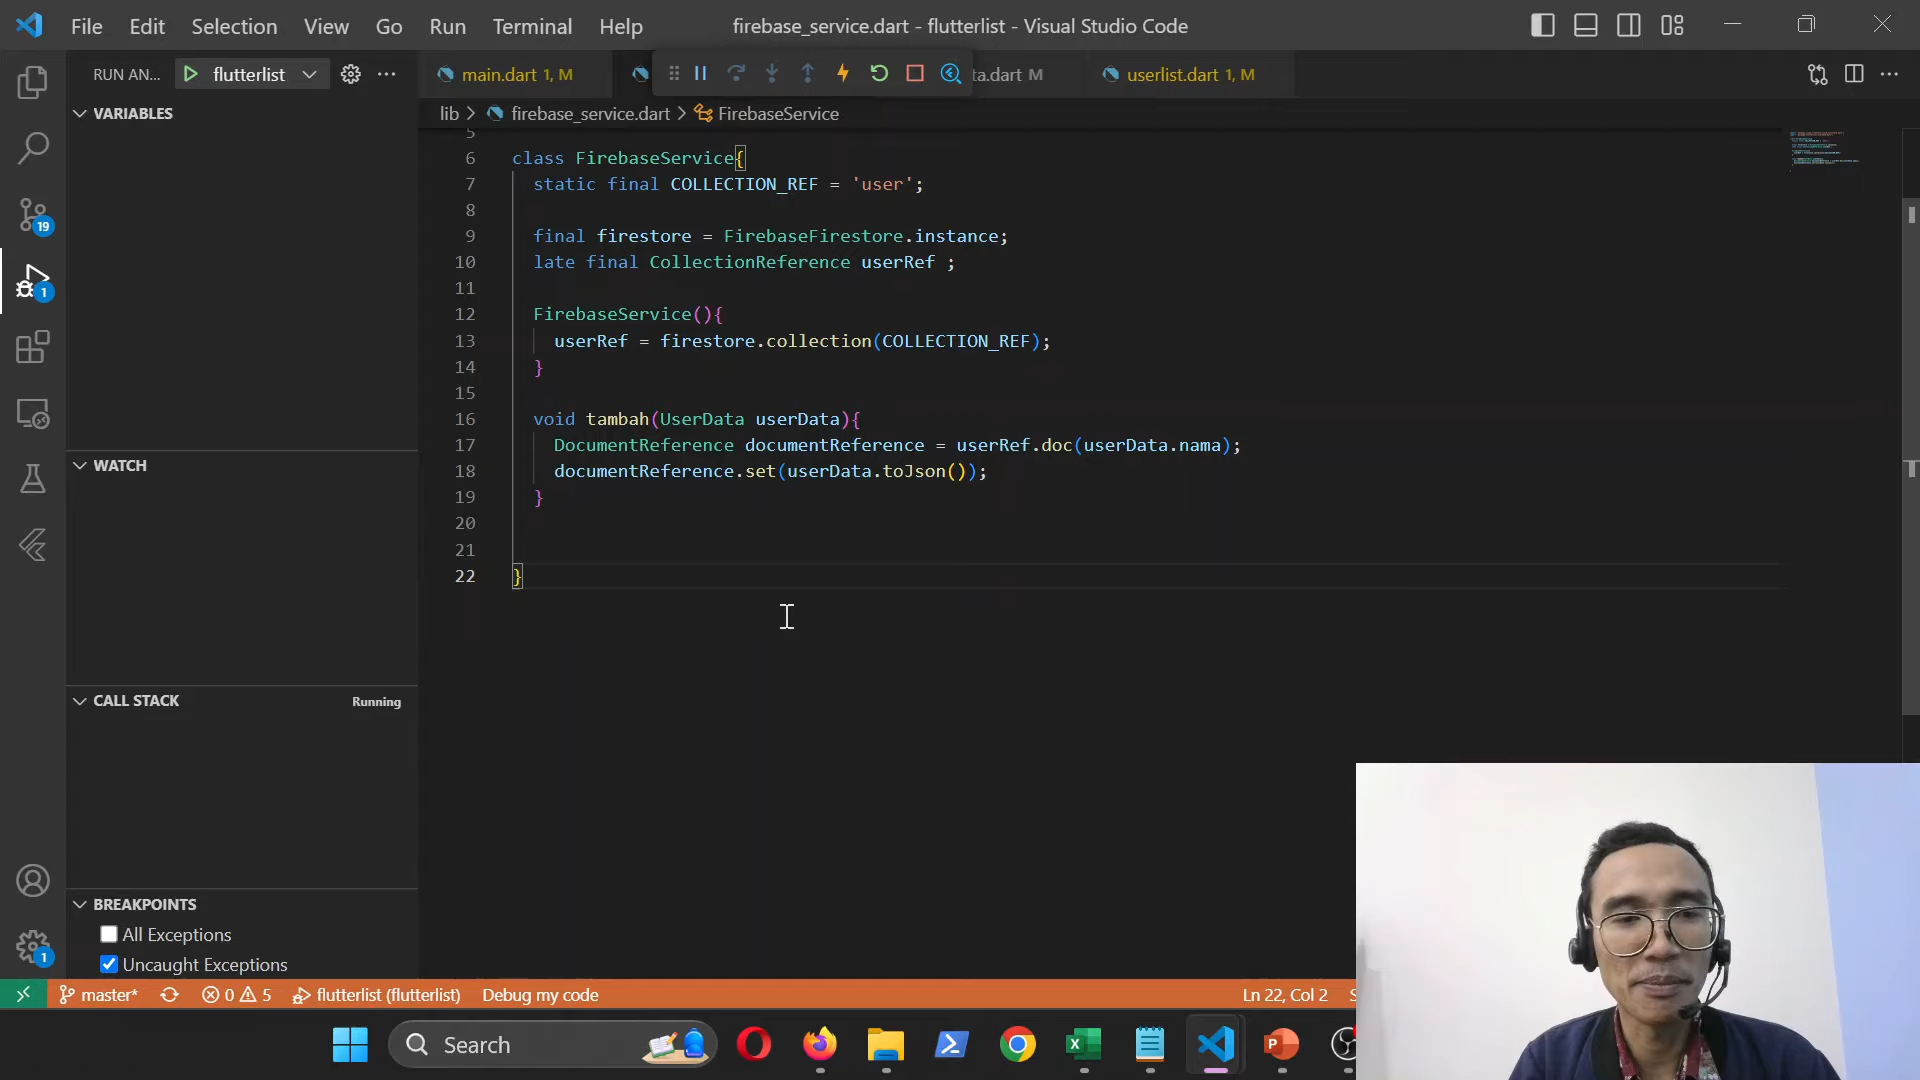 File Edit Selection View Go Run Terminal Help
firebase_service.dart - flutterlist - Visual Studio Code
RUN AN... flutterlist
main.dart 1, M
ta.dart M
userlist.dart 1, M
lib > firebase_service.dart > FirebaseService
VARIABLES
WATCH
CALL STACK
Running
BREAKPOINTS
All Exceptions
Uncaught Exceptions
5
6 class FirebaseService{
7 static final COLLECTION_REF = 'user';
8
9 final firestore = FirebaseFirestore.instance;
10 late final CollectionReference userRef ;
11
12 FirebaseService(){
13 userRef = firestore.collection(COLLECTION_REF);
14 }
15
16 void tambah(UserData userData){
17 DocumentReference documentReference = userRef.doc(userData.nama);
18 documentReference.set(userData.toJson());
19 }
20
21
22 }
19
1
1
master* 0 5 flutterlist (flutterlist) Debug my code
Ln 22, Col 2
Search